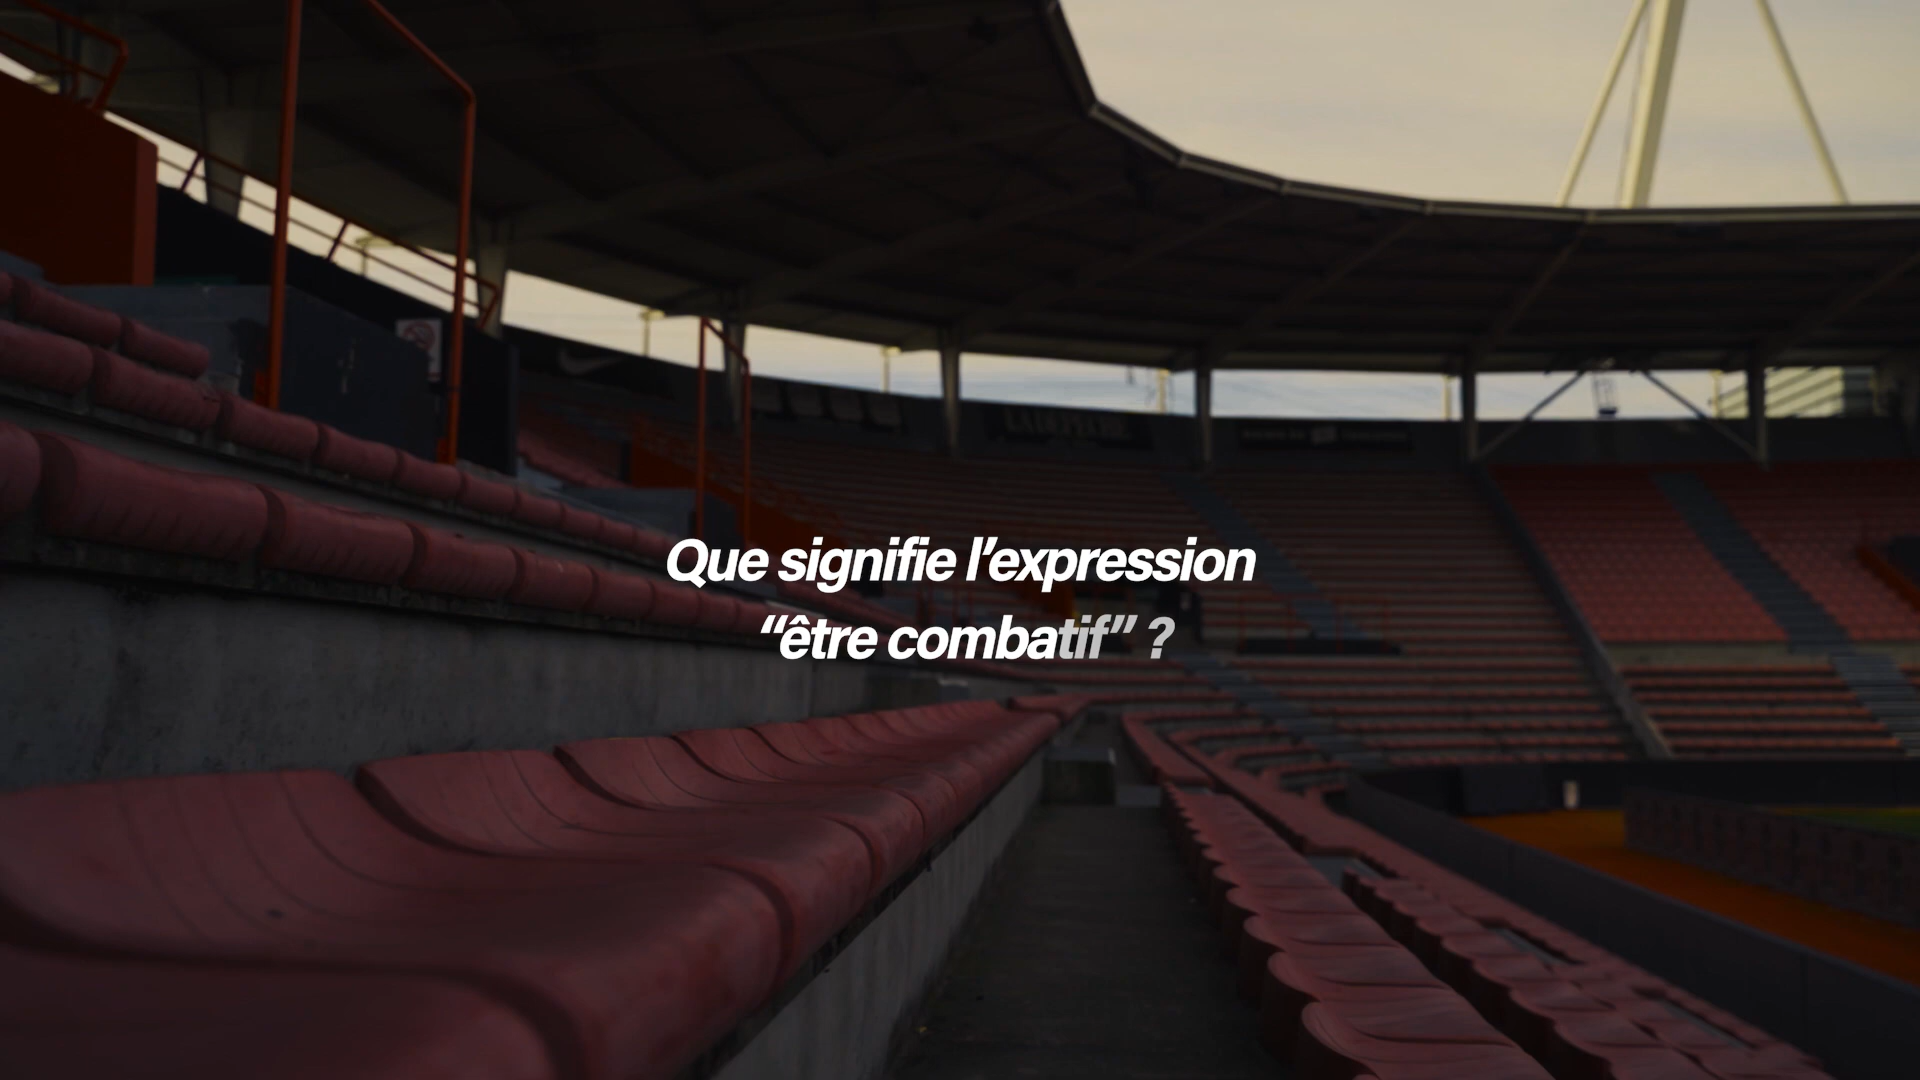 Que signifie l’expression
“être combatif” ?